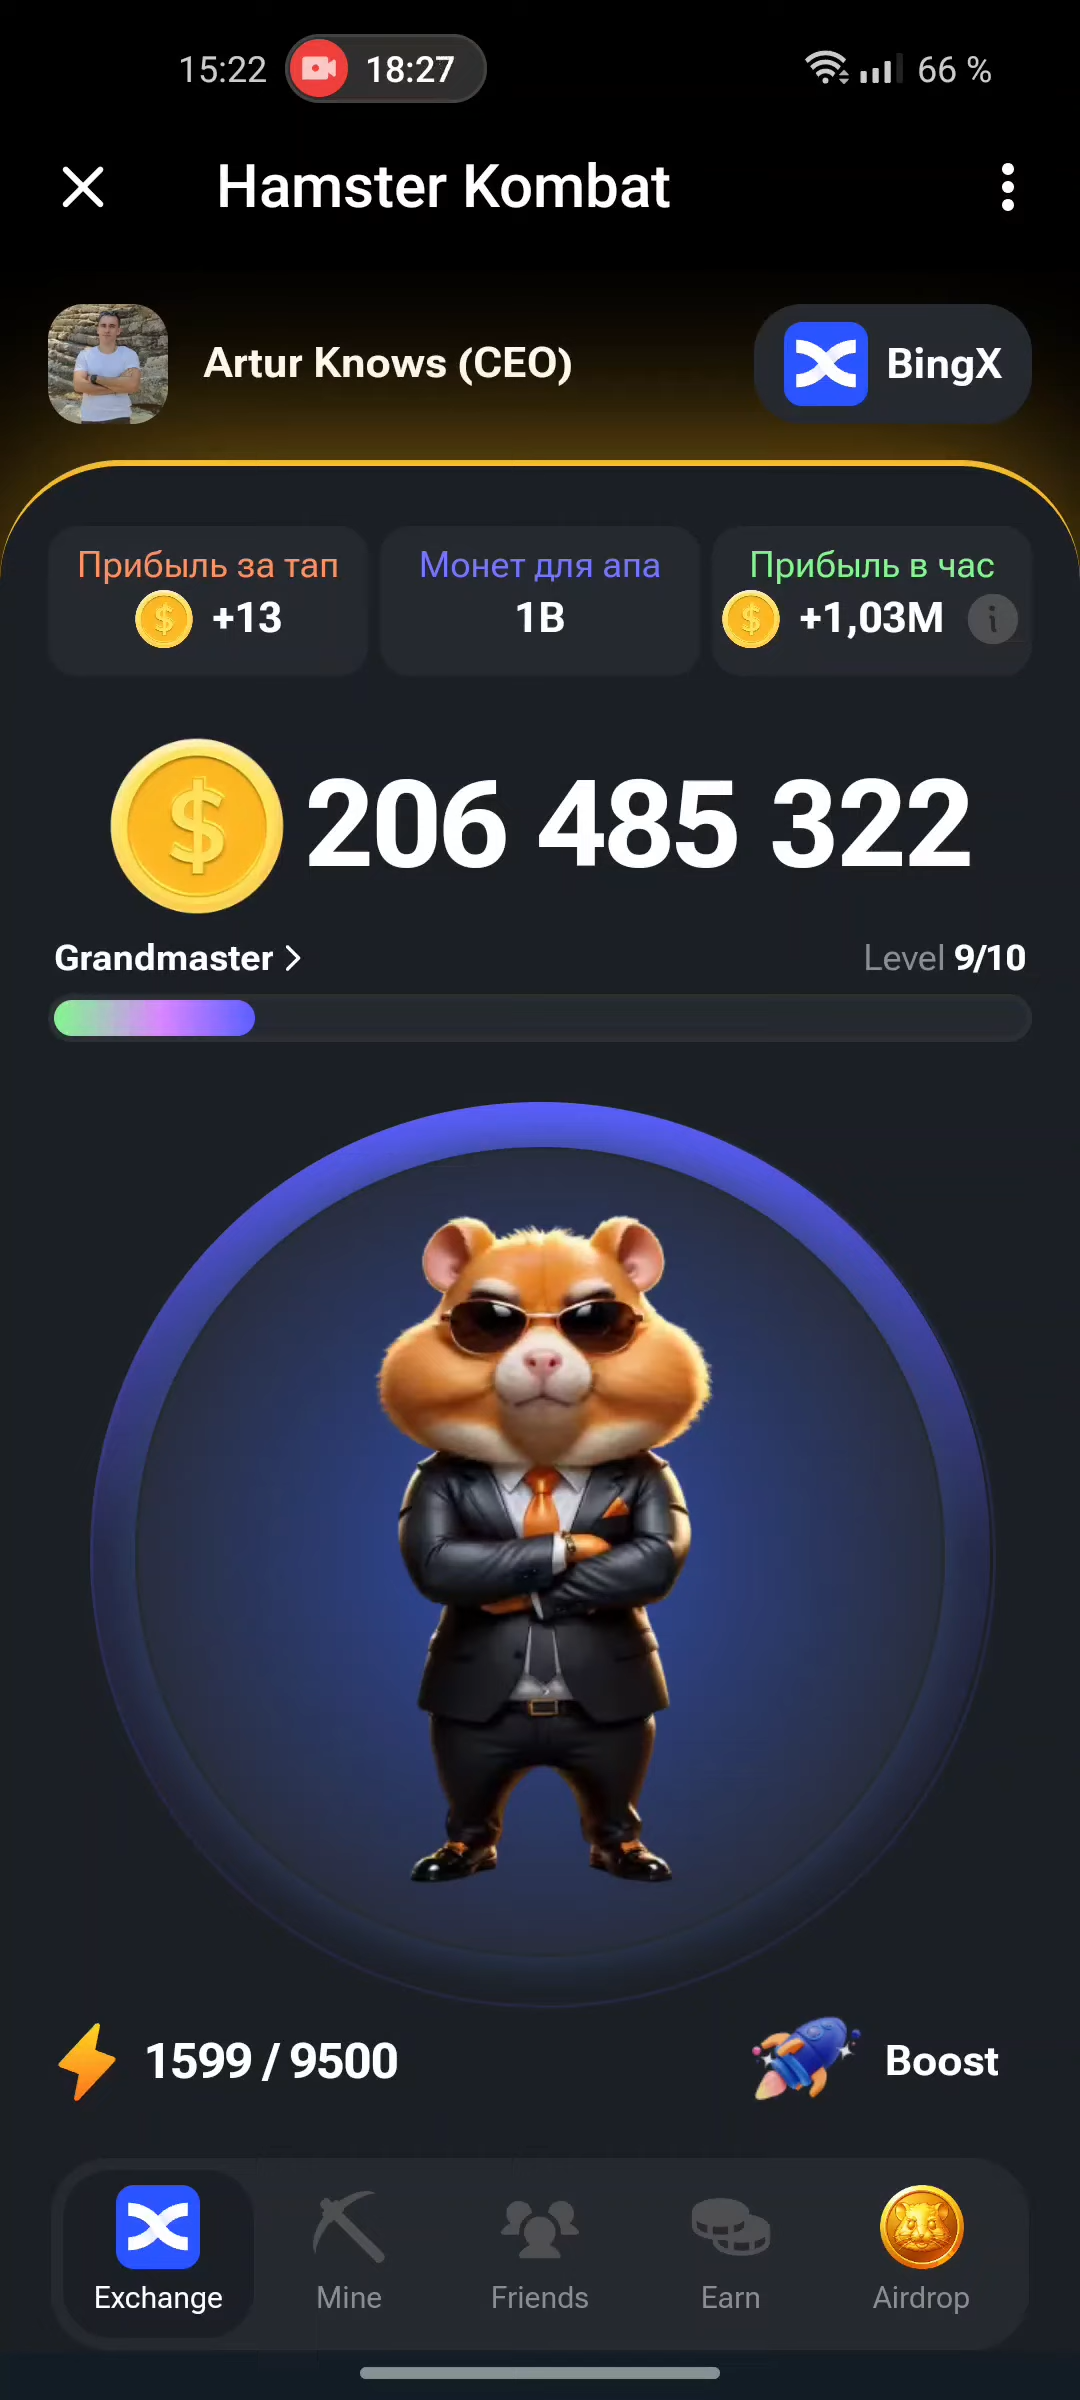 15:22 18:27 66 %
Hamster Kombat
Artur Knows (CEO) BingX
Прибыль за тап Монет для апа Прибыль в час
+13 1B +1,03M
206 485 322
Grandmaster Level 9/10
1599 / 9500 Boost
Exchange Mine Friends Earn Airdrop